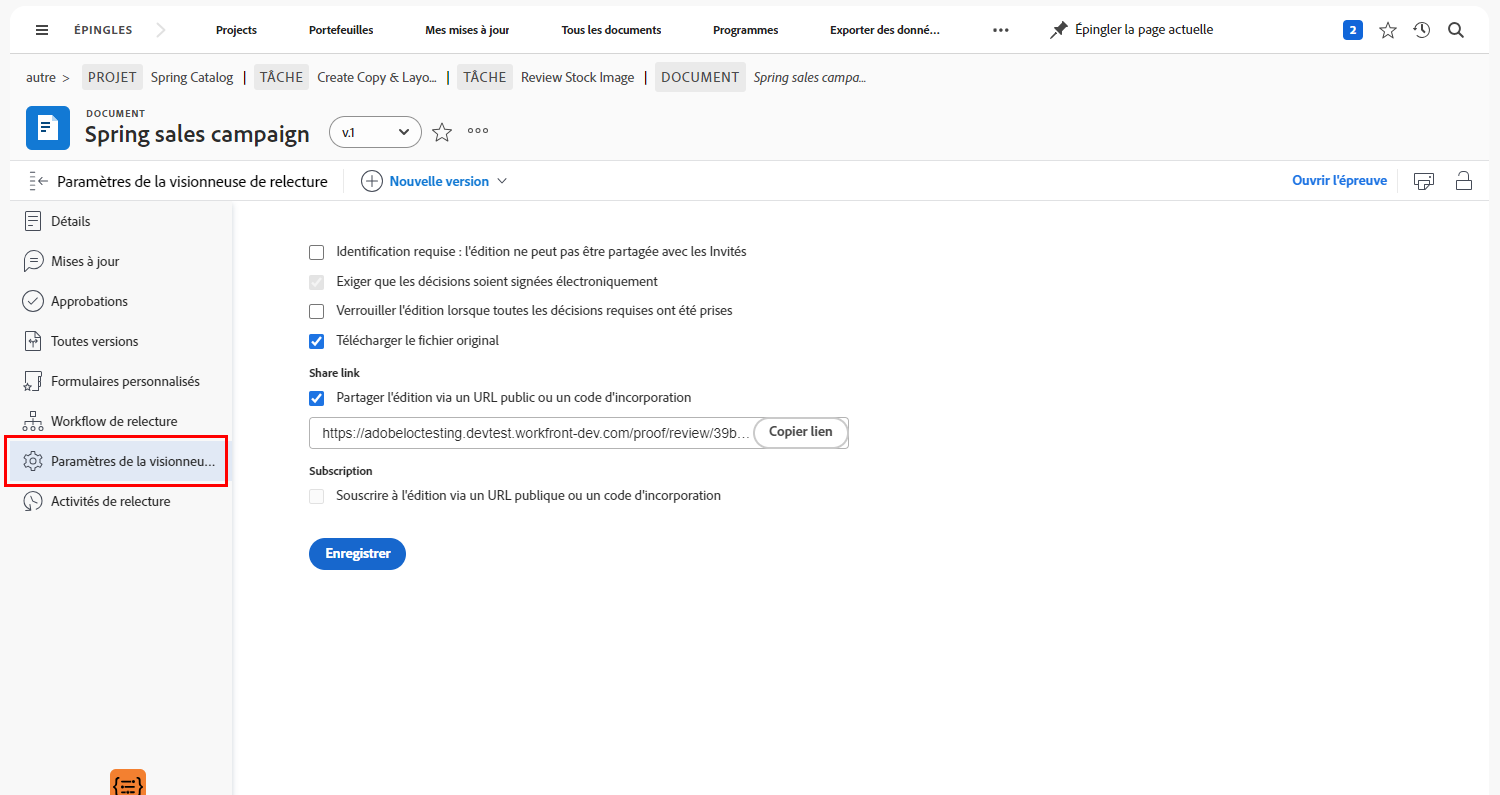 ÉPINGLES Projects Portefeuilles Mes mises à jour Tous les documents Programmes Exporter des donné... ••• Épingler la page actuelle 2
autre > PROJET Spring Catalog | TÂCHE Create Copy & Layo... | TÂCHE Review Stock Image | DOCUMENT Spring sales campa...
DOCUMENT
Spring sales campaign v.1
Paramètres de la visionneuse de relecture Nouvelle version Ouvrir l'épreuve
Détails
Mises à jour
Approbations
Toutes versions
Formulaires personnalisés
Workflow de relecture
Paramètres de la visionneu...
Activités de relecture
Identification requise : l'édition ne peut pas être partagée avec les Invités
Exiger que les décisions soient signées électroniquement
Verrouiller l'édition lorsque toutes les décisions requises ont été prises
Télécharger le fichier original
Share link
Partager l'édition via un URL public ou un code d'incorporation
https://adobeloctesting.devtest.workfront-dev.com/proof/review/39b... Copier lien
Subscription
Souscrire à l'édition via un URL publique ou un code d'incorporation
Enregistrer